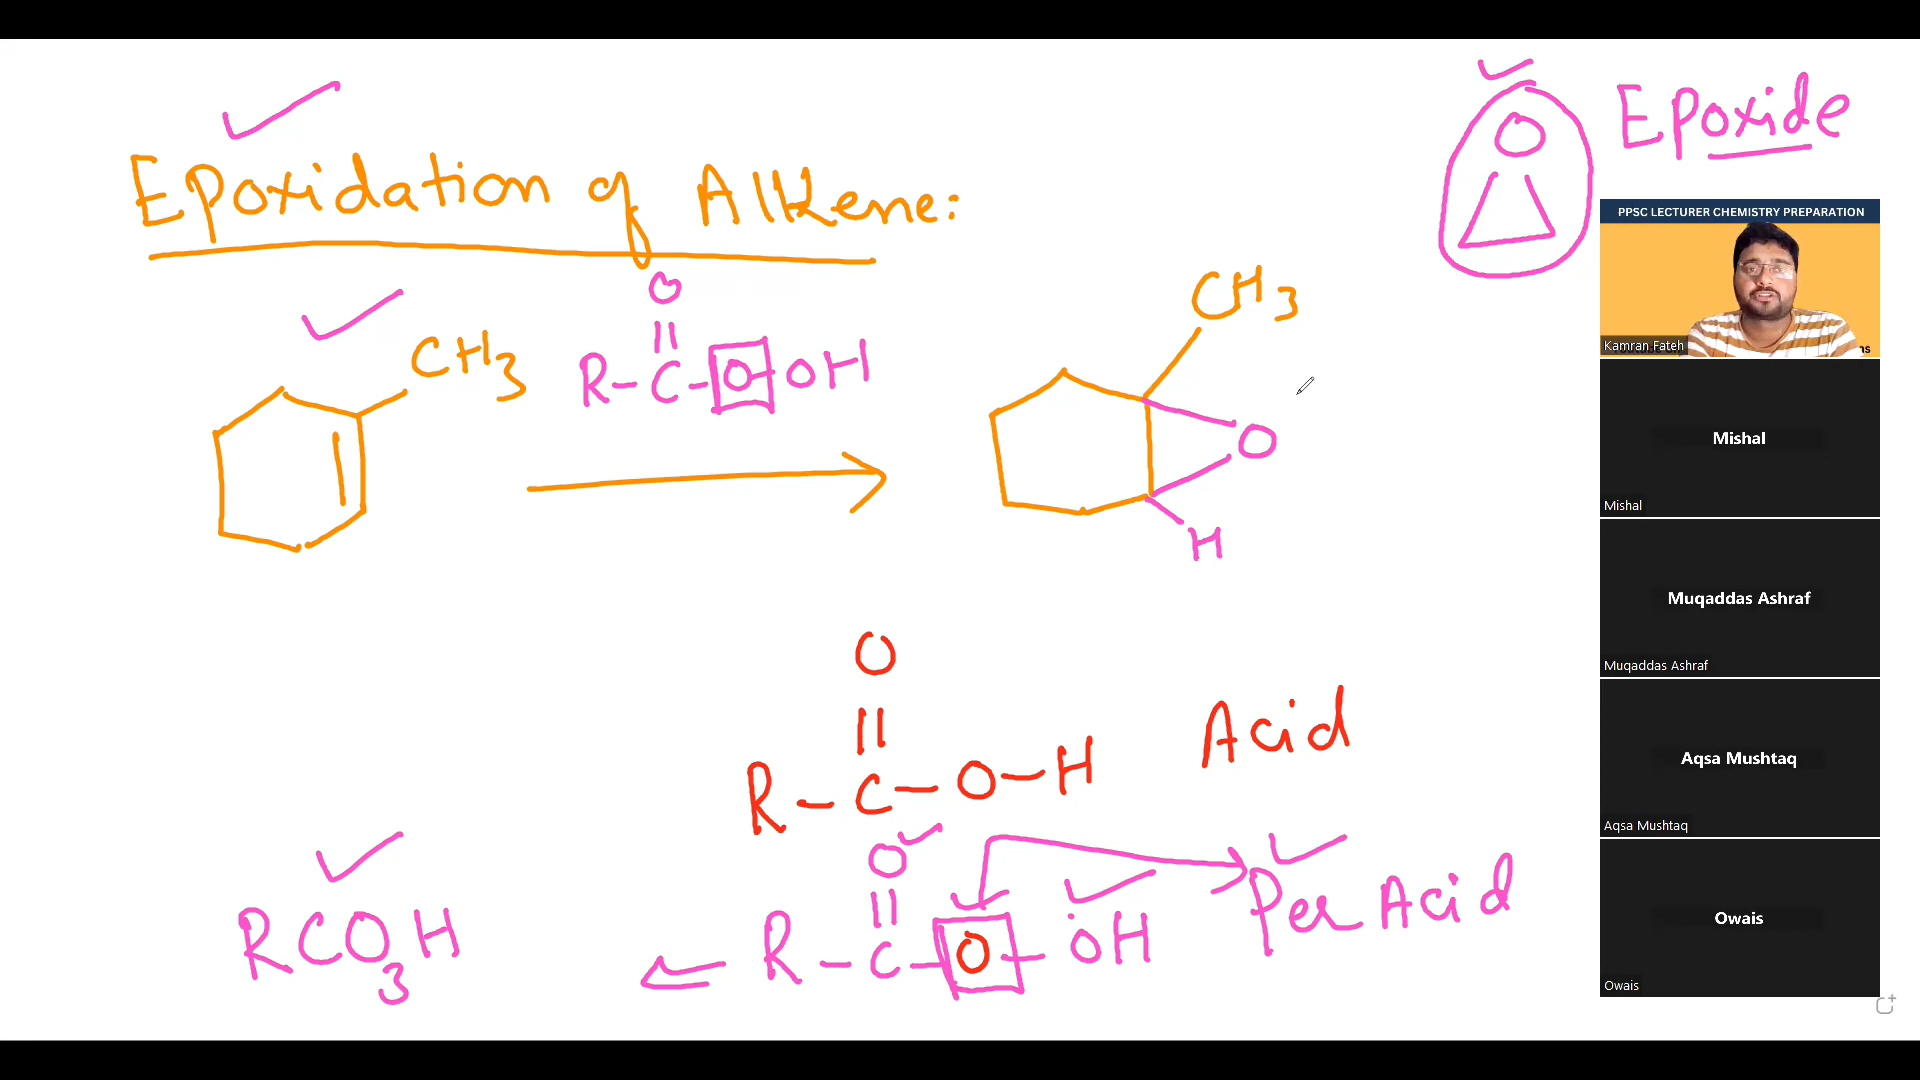 Epoxidation of Alkene:
Epoxide
O
PPSC LECTURER CHEMISTRY PREPARATION
Kamran Fateh
CH3
O
R-C-O-OH
CH3
O
H
Mishal
Mishal
Muqaddas Ashraf
Muqaddas Ashraf
O
R-C-O-H
Acid
Aqsa Mushtaq
Aqsa Mushtaq
O
R-C-O-OH
Per Acid
RCO3H
Owais
Owais